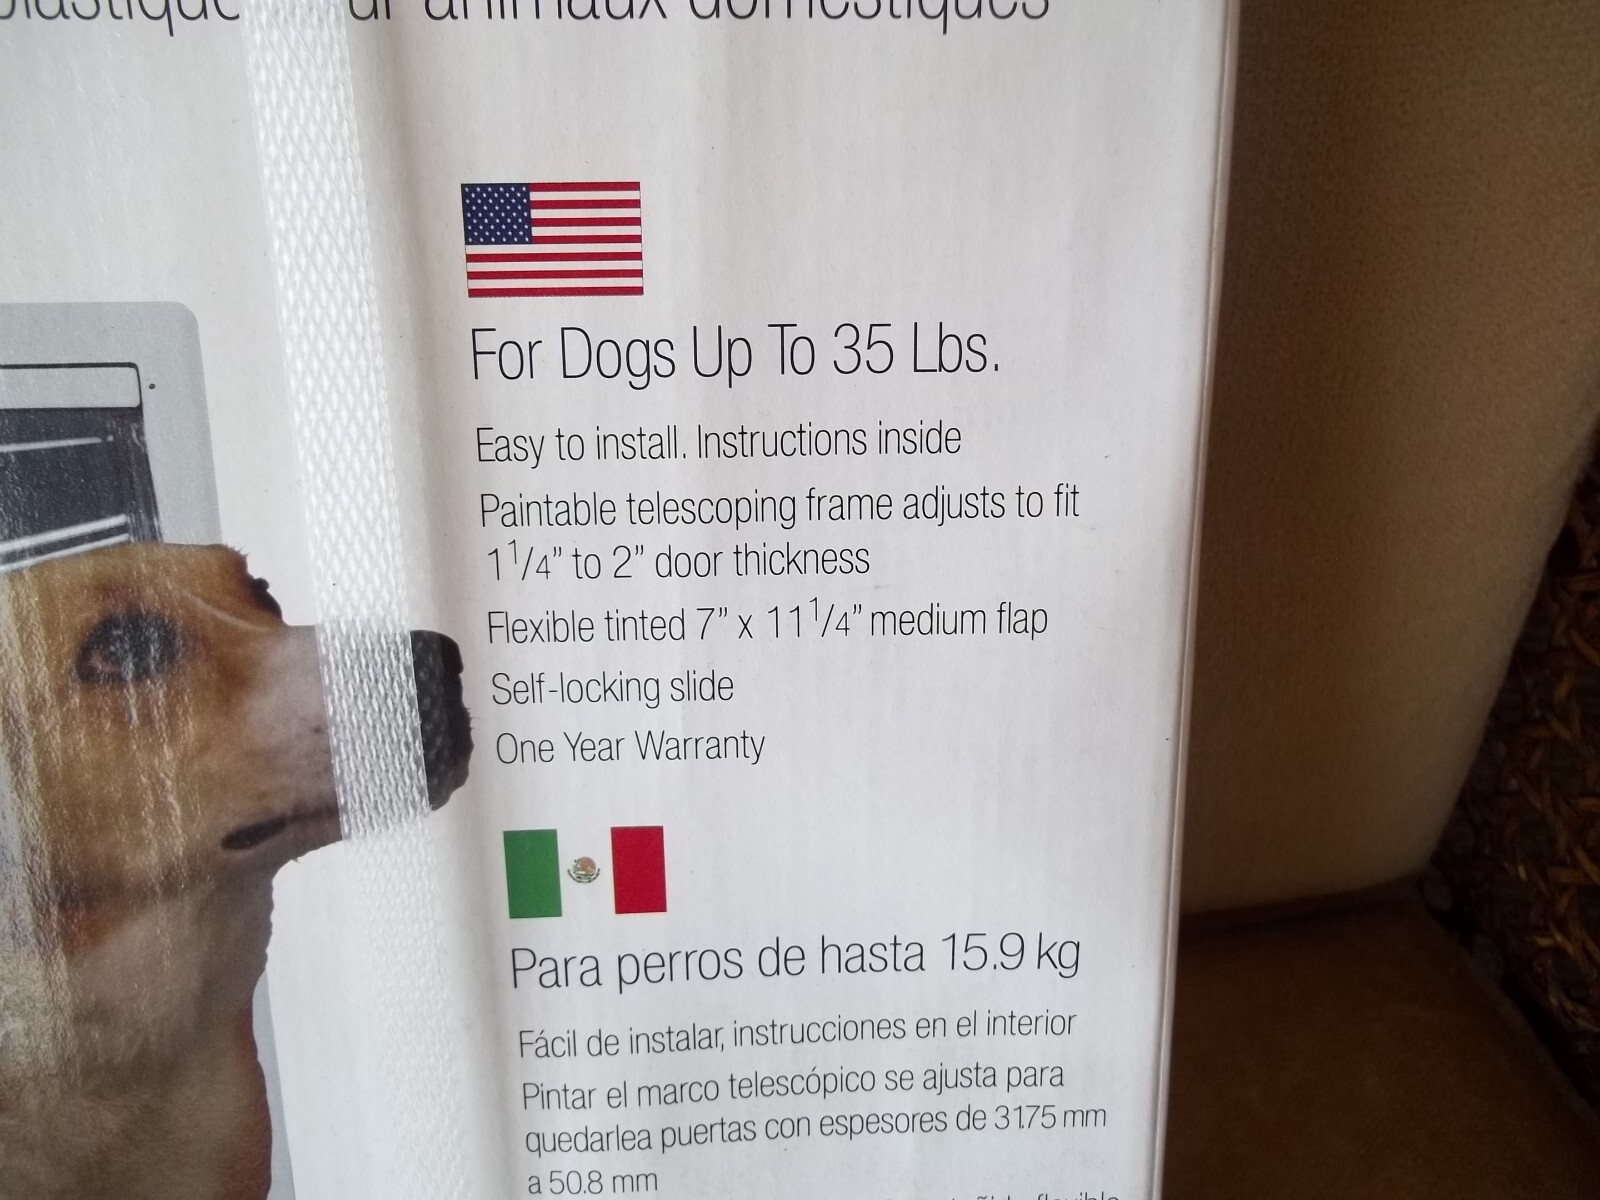 animaux domestiques
For Dogs Up To 35 Lbs.
Easy to install. Instructions inside
Paintable telescoping frame adjusts to fit
1 1/4” to 2” door thickness
Flexible tinted 7” x 11 1/4” medium flap
Self-locking slide
One Year Warranty
Para perros de hasta 15.9 kg
Fácil de instalar, instrucciones en el interior
Pintar el marco telescópico se ajusta para
quedarlea puertas con espesores de 31.75 mm
a 50.8 mm